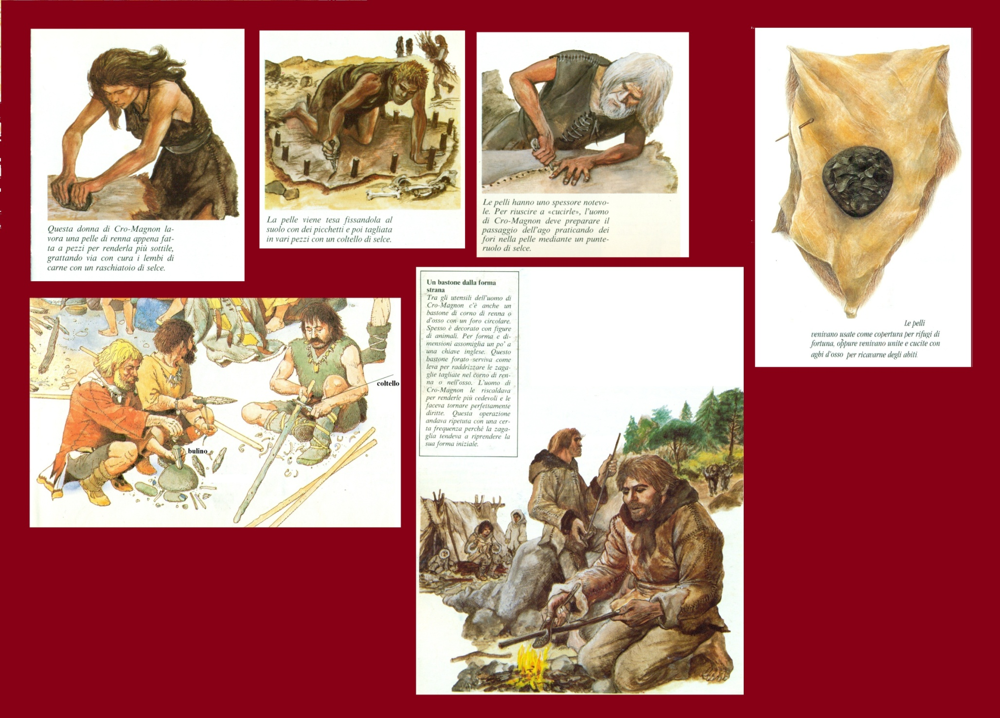 Questa donna di Cro-Magnon la-
vora una pelle di renna appena fat-
ta a pezzi per renderla più sottile,
grattando via con cura i lembi di
carne con un raschiatoio di selce.
La pelle viene tesa fissandola al
suolo con dei picchetti e poi tagliata
in vari pezzi con un coltello di selce.
Le pelli hanno uno spessore notevo-
le. Per riuscire a «cucirle», l'uomo
di Cro-Magnon deve preparare il
passaggio dell'ago praticando dei
fori nella pelle mediante un punte-
ruolo di selce.
Le pelli
venivano usate come copertura per rifugi di
fortuna, oppure venivano unite e cucite con
aghi d'osso per ricavarne degli abiti
coltello
bulino
Un bastone dalla forma
strana
Tra gli utensili dell'uomo di
Cro-Magnon c'è anche un
bastone di corno di renna o
d'osso con un foro circolare.
Spesso è decorato con figure
di animali. Per forma e di-
mensioni assomiglia un po' a
una chiave inglese. Questo
bastone forato serviva come
leva per raddrizzare le zaga-
glie tagliate nel corno di ren-
na o nell'osso. L'uomo di
Cro-Magnon le riscaldava
per renderle più cedevoli e le
faceva tornare perfettamente
diritte. Questa operazione
andava ripetuta con una cer-
ta frequenza perché la zaga-
glia tendeva a riprendere la
sua forma iniziale.